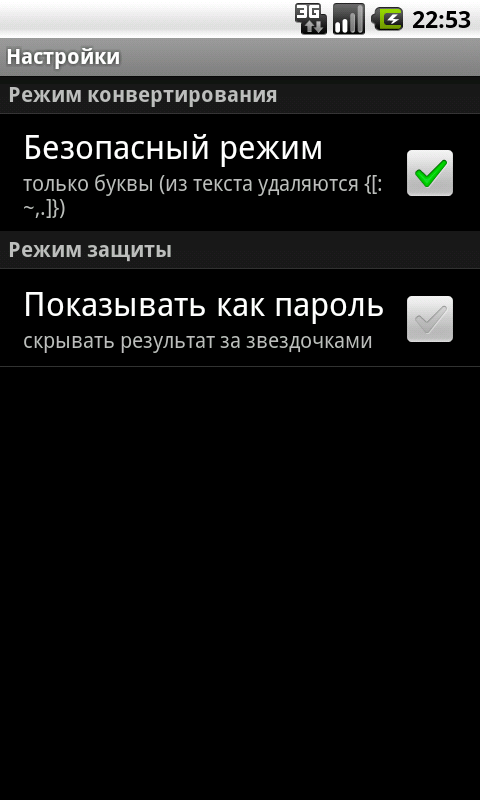 3G 22:53
Настройки
Режим конвертирования
Безопасный режим
только буквы (из текста удаляются {[:
~,.]})
Режим защиты
Показывать как пароль
скрывать результат за звездочками